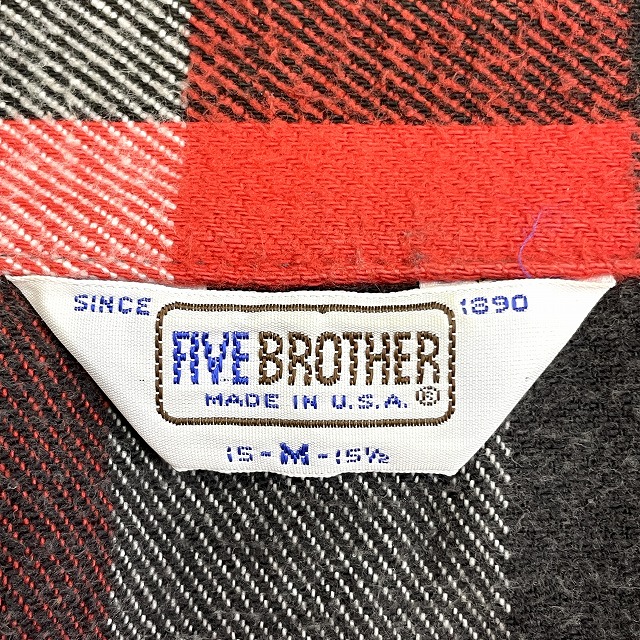 SINCE 1890
FIVE BROTHER
MADE IN U.S.A. ®
15-M-15½